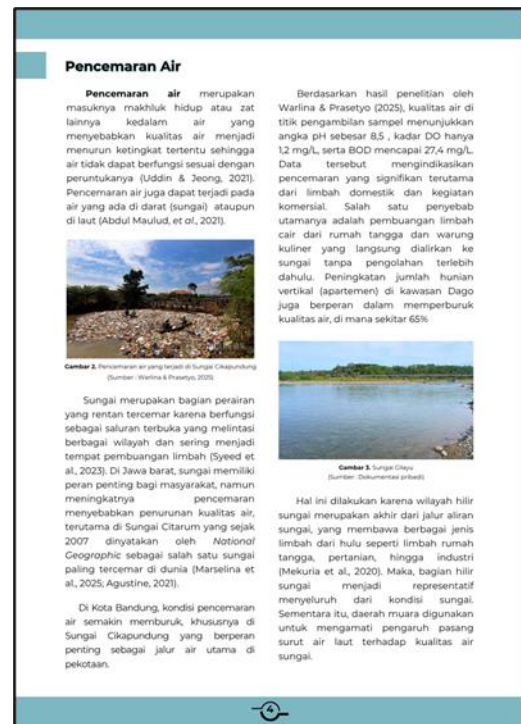 Pencemaran Air
Pencemaran air merupakan
masuknya makhluk hidup atau zat
lainnya kedalam air yang
menyebabkan kualitas air menjadi
menurun ketingkat tertentu sehingga
air tidak dapat berfungsi sesuai dengan
peruntukanya (Uddin & Jeong, 2021).
Pencemaran air juga dapat terjadi pada
air yang ada di darat (sungai) ataupun
di laut (Abdul Maulud, et al., 2021).
Gambar 2. Pencemaran air yang terjadi di Sungai Cikapundung
(Sumber : Warlina & Prasetyo, 2025)
Sungai merupakan bagian perairan
yang rentan tercemar karena berfungsi
sebagai saluran terbuka yang melintasi
berbagai wilayah dan sering menjadi
tempat pembuangan limbah (Syeed et
al., 2023). Di Jawa barat, sungai memiliki
peran penting bagi masyarakat, namun
meningkatnya pencemaran
menyebabkan penurunan kualitas air,
terutama di Sungai Citarum yang sejak
2007 dinyatakan oleh National
Geographic sebagai salah satu sungai
paling tercemar di dunia (Marselina et
al., 2025; Agustine, 2021).
Di Kota Bandung, kondisi pencemaran
air semakin memburuk, khususnya di
Sungai Cikapundung yang berperan
penting sebagai jalur air utama di
pekotaan.
Berdasarkan hasil penelitian oleh
Warlina & Prasetyo (2025), kualitas air di
titik pengambilan sampel menunjukkan
angka pH sebesar 8,5 , kadar DO hanya
1,2 mg/L, serta BOD mencapai 27,4 mg/L.
Data tersebut mengindikasikan
pencemaran yang signifikan terutama
dari limbah domestik dan kegiatan
komersial. Salah satu penyebab
utamanya adalah pembuangan limbah
cair dari rumah tangga dan warung
kuliner yang langsung dialirkan ke
sungai tanpa pengolahan terlebih
dahulu. Peningkatan jumlah hunian
vertikal (apartemen) di kawasan Dago
juga berperan dalam memperburuk
kualitas air, di mana sekitar 65%
Gambar 3. Sungai Cilayu
(Sumber : Dokumentasi pribadi)
Hal ini dilakukan karena wilayah hilir
sungai merupakan akhir dari jalur aliran
sungai, yang membawa berbagai jenis
limbah dari hulu seperti limbah rumah
tangga, pertanian, hingga industri
(Mekuria et al., 2020). Maka, bagian hilir
sungai menjadi representatif
menyeluruh dari kondisi sungai.
Sementara itu, daerah muara digunakan
untuk mengamati pengaruh pasang
surut air laut terhadap kualitas air
sungai.
4